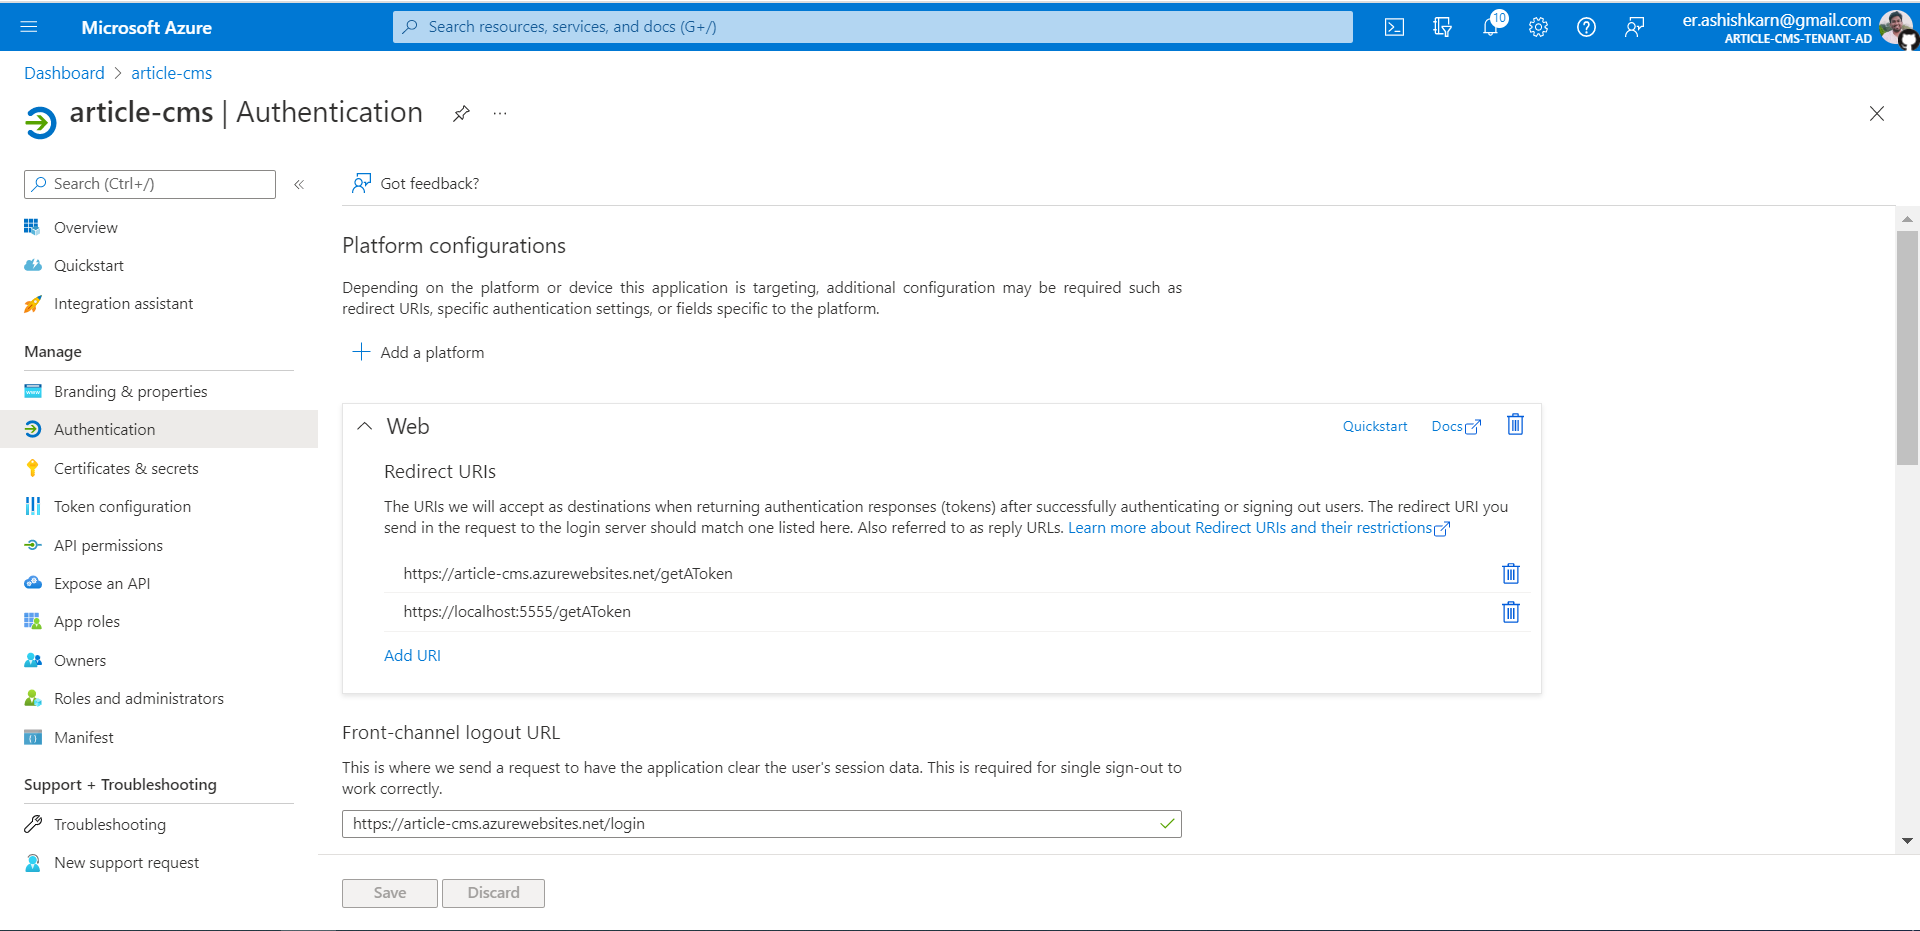 Microsoft Azure
Search resources, services, and docs (G+/)
10
er.ashishkarn@gmail.com
ARTICLE-CMS-TENANT-AD
Dashboard > article-cms
article-cms | Authentication
...
Search (Ctrl+/)
«
Got feedback?
Overview
Quickstart
Integration assistant
Manage
Branding & properties
Authentication
Certificates & secrets
Token configuration
API permissions
Expose an API
App roles
Owners
Roles and administrators
Manifest
Support + Troubleshooting
Troubleshooting
New support request
Platform configurations
Depending on the platform or device this application is targeting, additional configuration may be required such as
redirect URIs, specific authentication settings, or fields specific to the platform.
Add a platform
Web
Quickstart
Docs
Redirect URIs
The URIs we will accept as destinations when returning authentication responses (tokens) after successfully authenticating or signing out users. The redirect URI you
send in the request to the login server should match one listed here. Also referred to as reply URLs. Learn more about Redirect URIs and their restrictions
https://article-cms.azurewebsites.net/getAToken
https://localhost:5555/getAToken
Add URI
Front-channel logout URL
This is where we send a request to have the application clear the user's session data. This is required for single sign-out to
work correctly.
https://article-cms.azurewebsites.net/login
Save
Discard